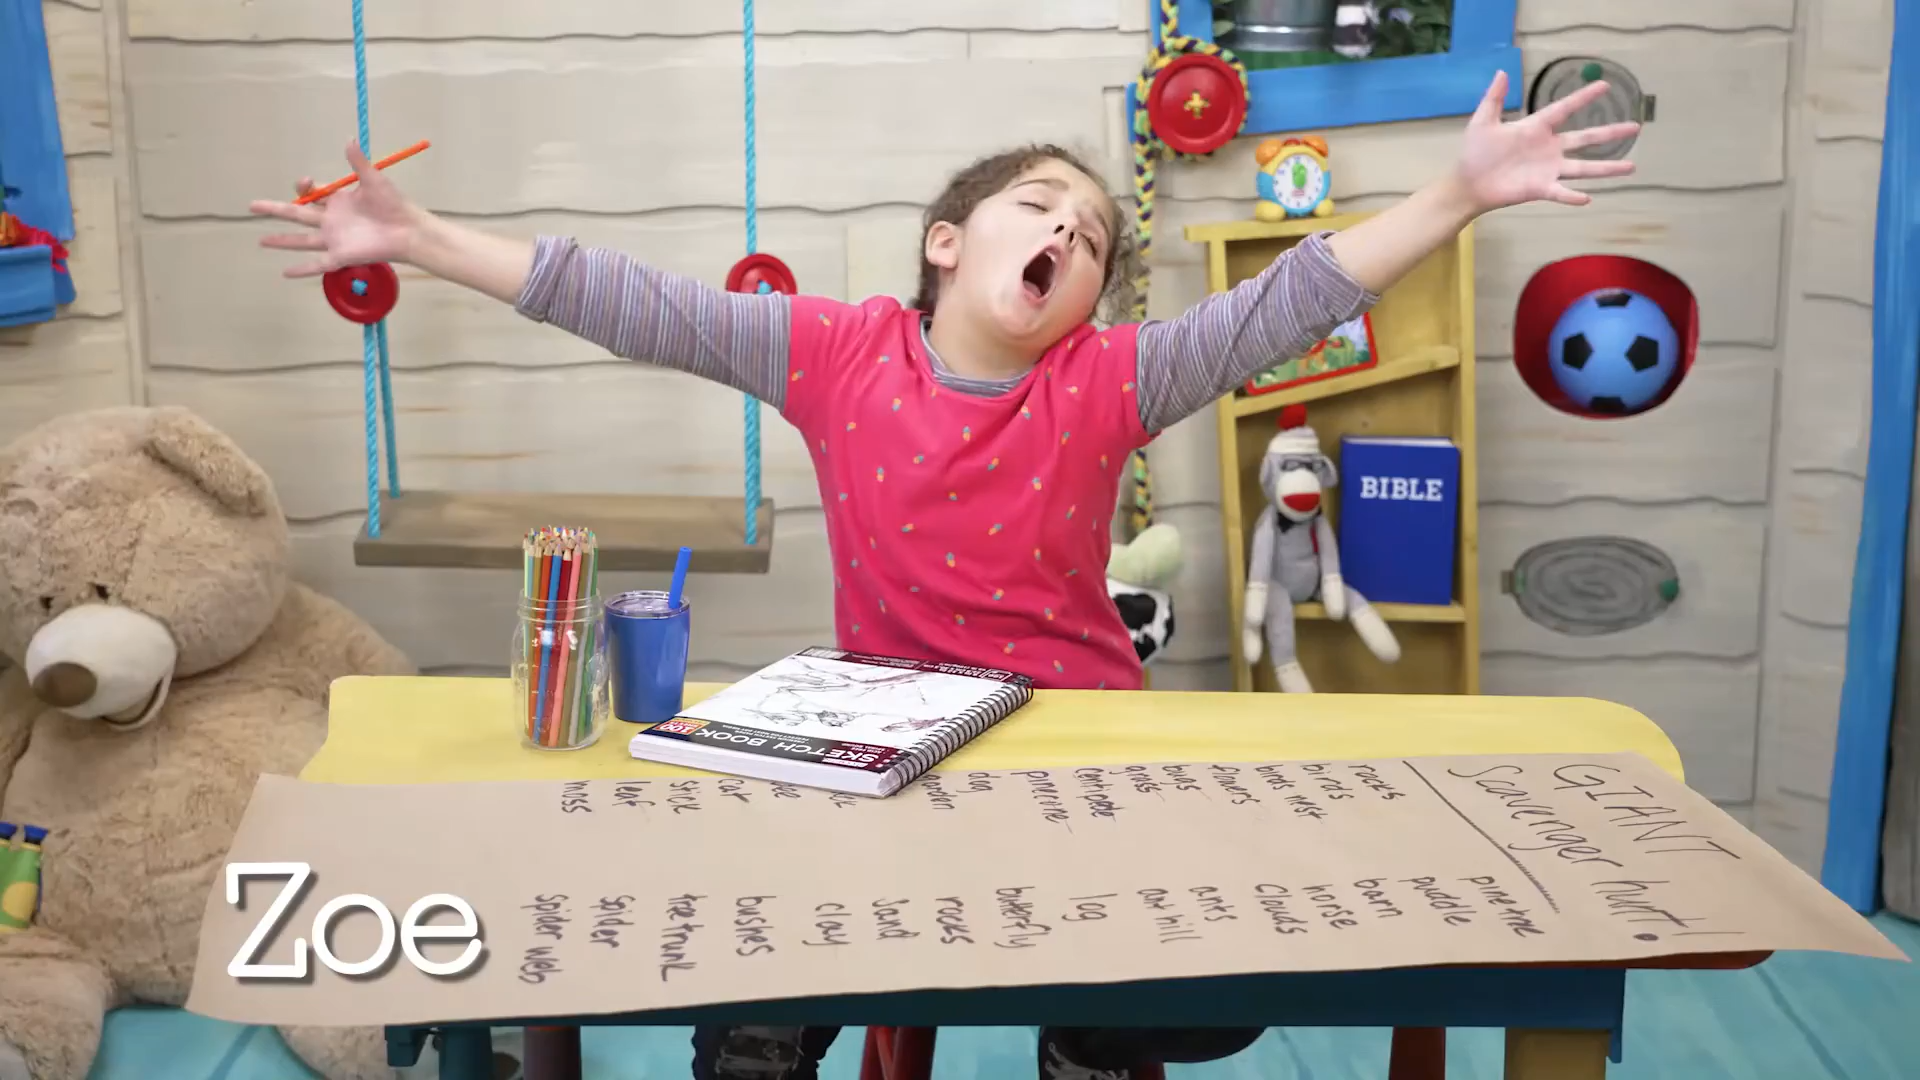 BIBLE
SKETCH BOOK
GIANT
Scavenger hunt!
rocks
birds
birds nest
flowers
bugs
grass
centipede
pinecone
dog
garden
cat
stick
leaf
moss
pine tree
puddle
barn
horse
clouds
ants
ant hill
log
butterfly
rocks
sand
clay
bushes
tree trunk
spider
spider web
Zoe